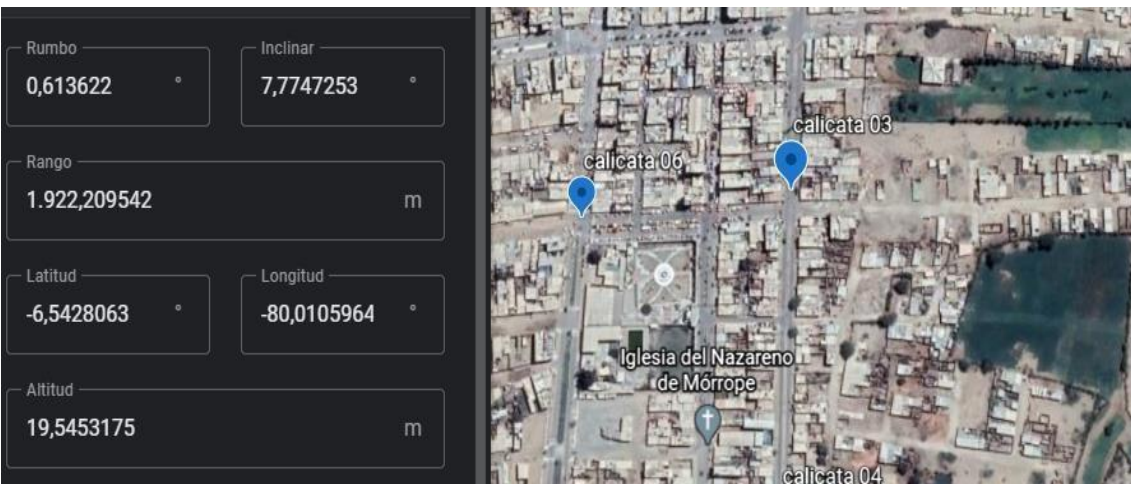 Rumbo
0,613622 °
Inclinar
7,7747253 °
Rango
1.922,209542 m
Latitud
-6,5428063 °
Longitud
-80,0105964 °
Altitud
19,5453175 m
calicata 03
calicata 06
Iglesia del Nazareno
de Mórrope
calicata 04